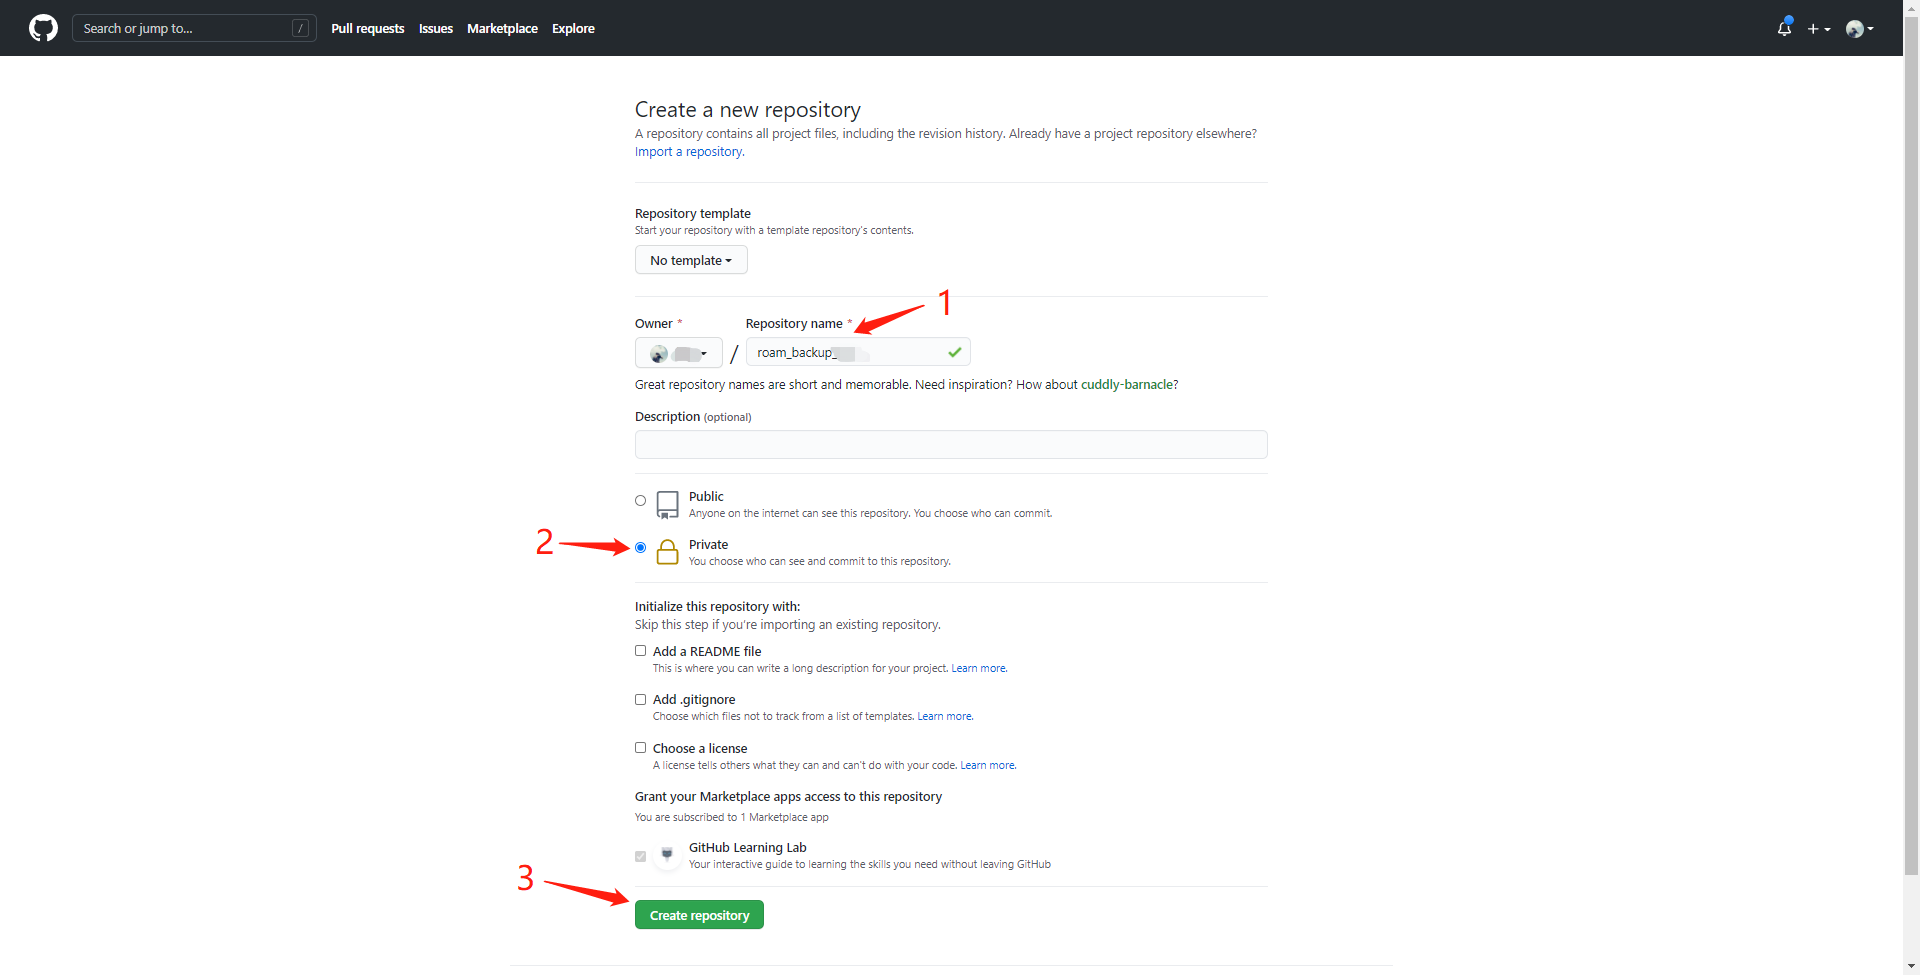 Search or jump to... / Pull requests Issues Marketplace Explore
Create a new repository
A repository contains all project files, including the revision history. Already have a project repository elsewhere?
Import a repository.
Repository template
Start your repository with a template repository's contents.
No template
1
Owner * Repository name *
/ roam_backup_
Great repository names are short and memorable. Need inspiration? How about cuddly-barnacle?
Description (optional)
Public
Anyone on the internet can see this repository. You choose who can commit.
2
Private
You choose who can see and commit to this repository.
Initialize this repository with:
Skip this step if you're importing an existing repository.
Add a README file
This is where you can write a long description for your project. Learn more.
Add .gitignore
Choose which files not to track from a list of templates. Learn more.
Choose a license
A license tells others what they can and can't do with your code. Learn more.
Grant your Marketplace apps access to this repository
You are subscribed to 1 Marketplace app
GitHub Learning Lab
Your interactive guide to learning the skills you need without leaving GitHub
3
Create repository